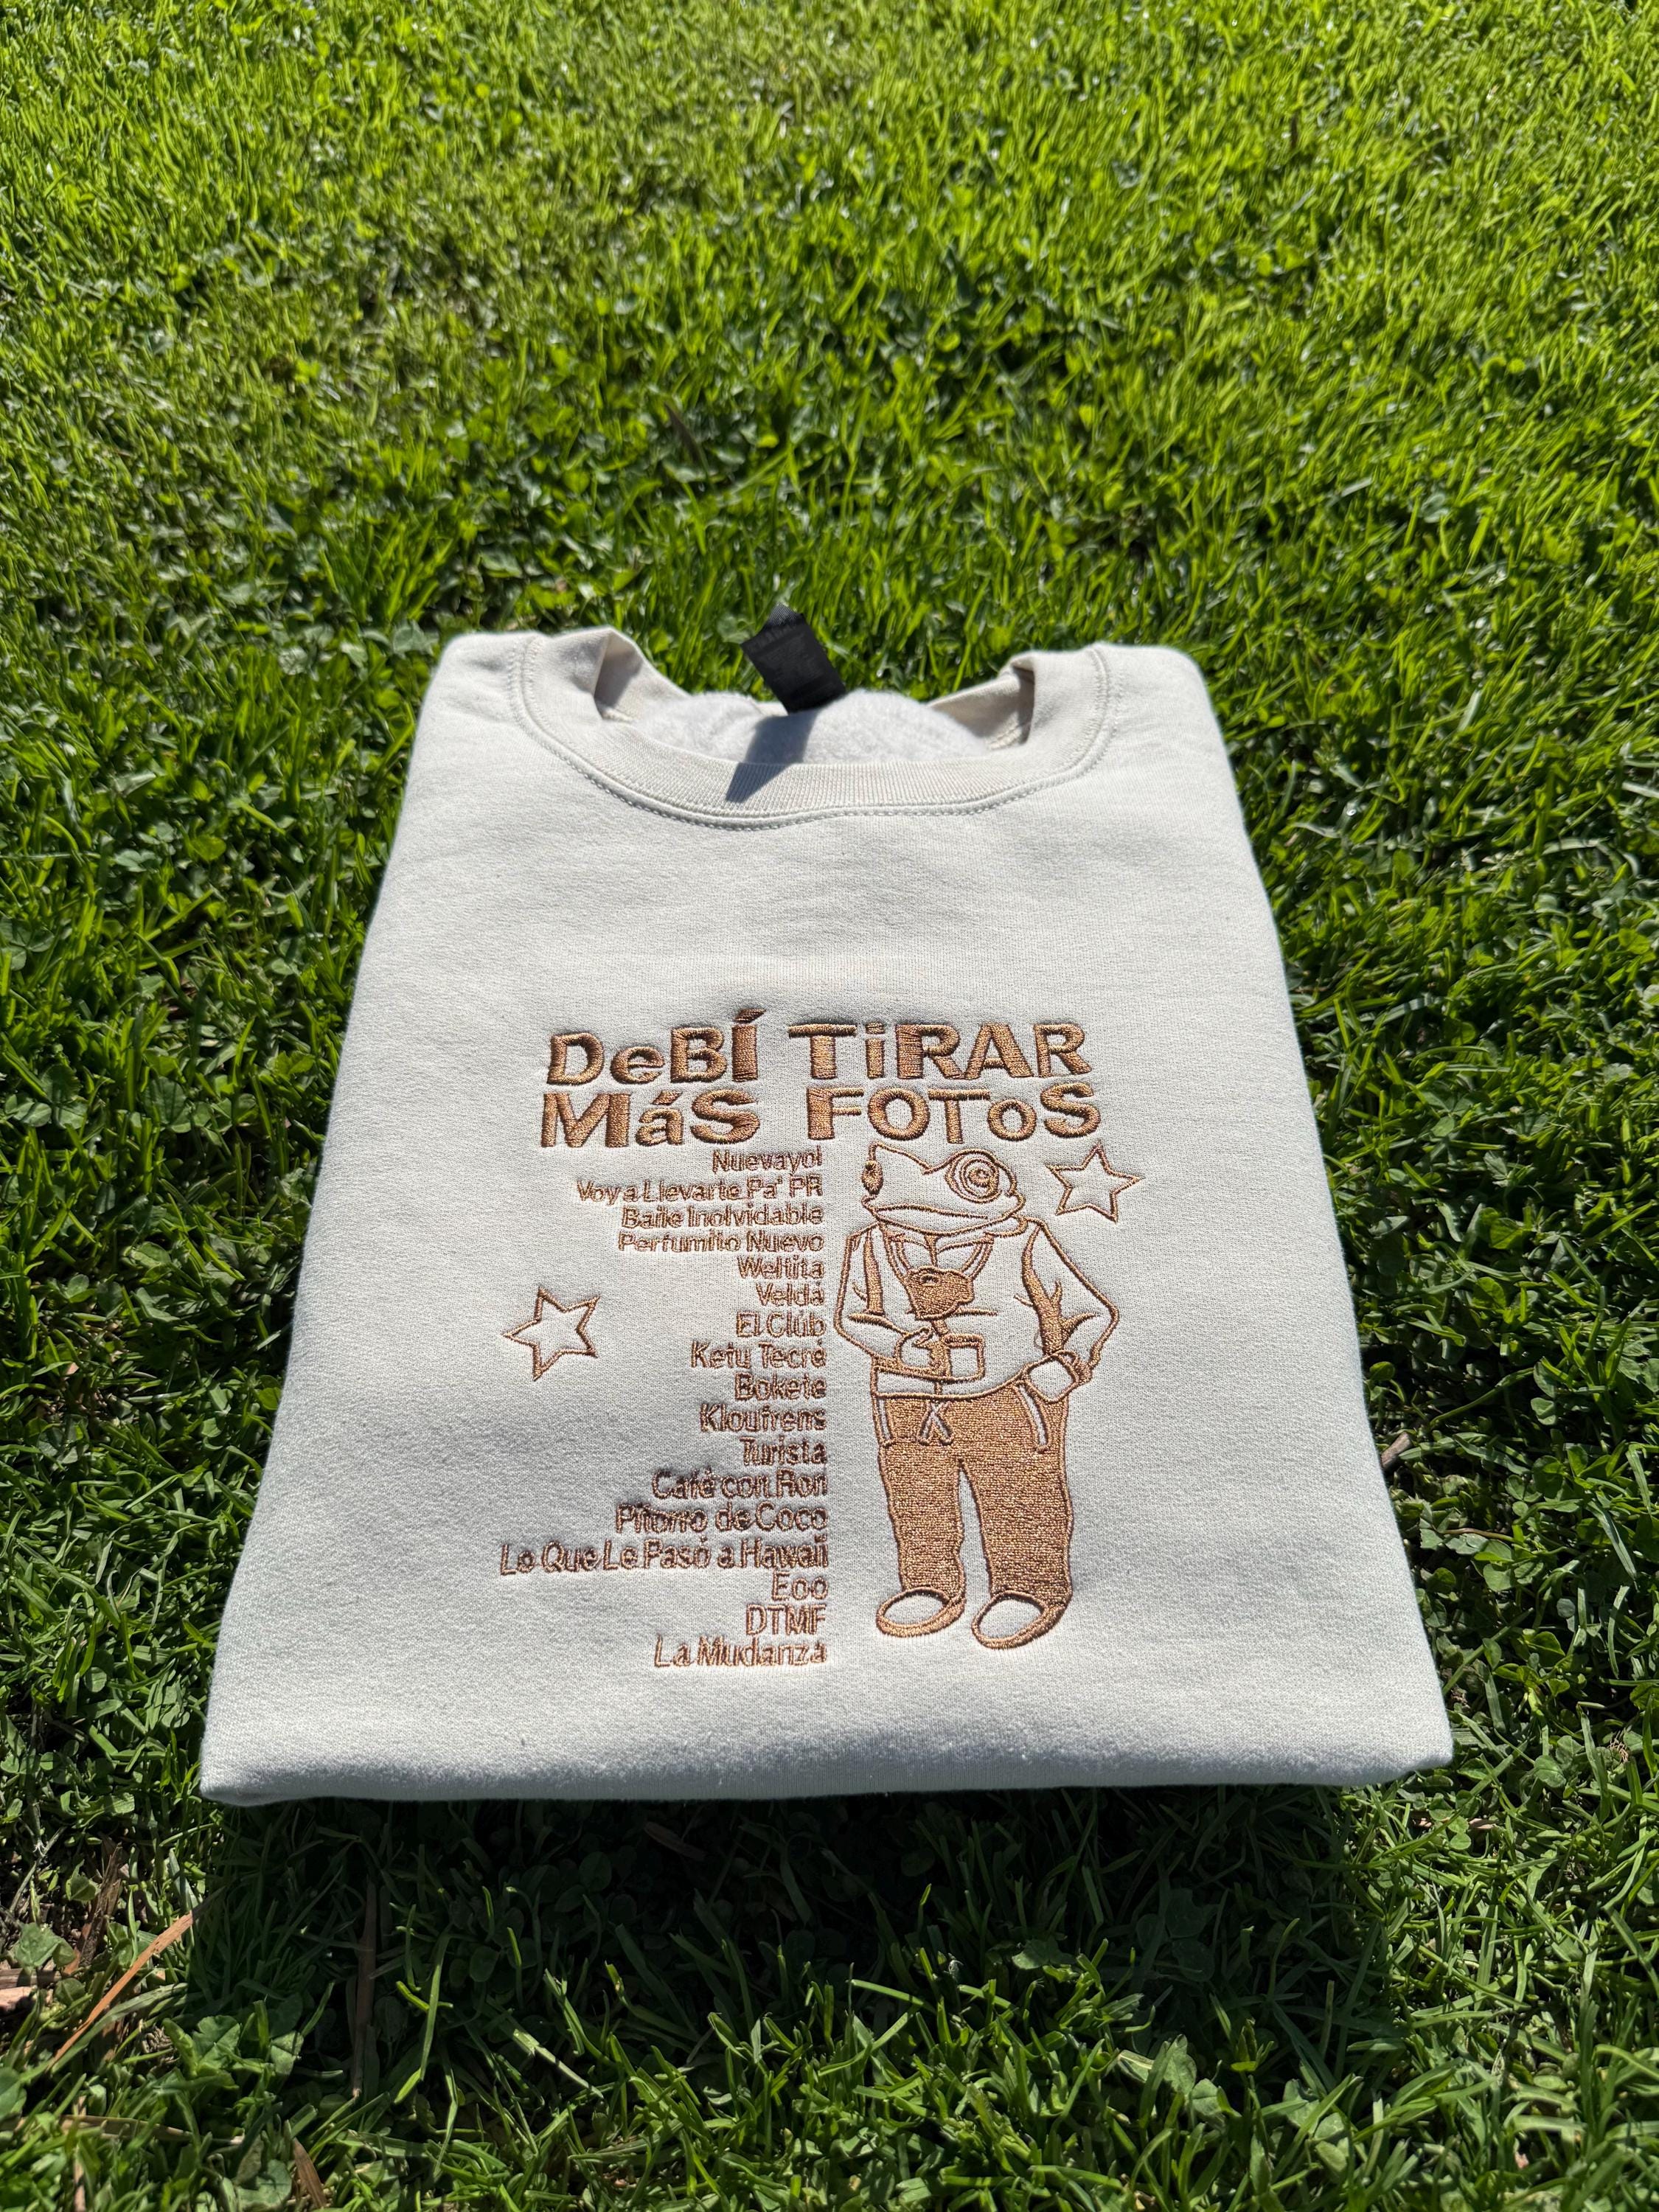 DeBÍ TiRAR
MáS FOToS
Nuevayol
Voy a Llevarte Pa' PR
Baile Inolvidable
Perfumito Nuevo
Weltita
Veldá
El Clúb
Ketu Tecré
Bokete
Kloufrens
Turista
Café con Ron
Pitorro de Coco
Lo Que Le Pasó a Hawaii
Eoo
DTMF
La Mudanza